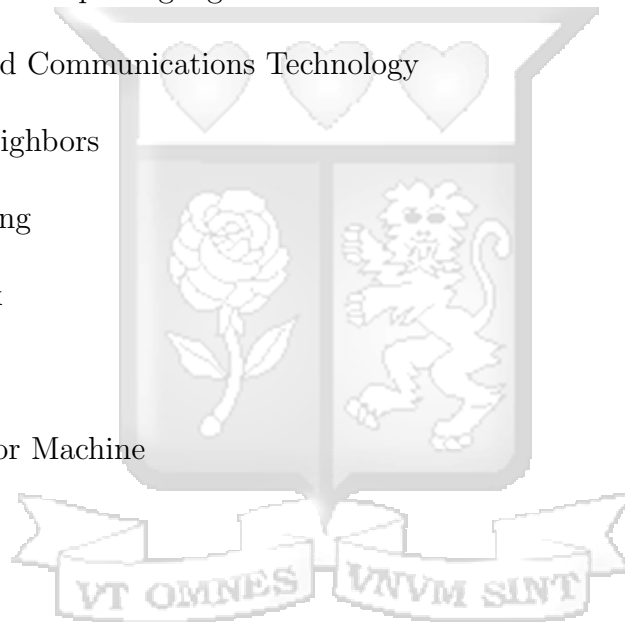 d Communications Technology
ighbors
ng
or Machine
VT OMNES VNVM SINT